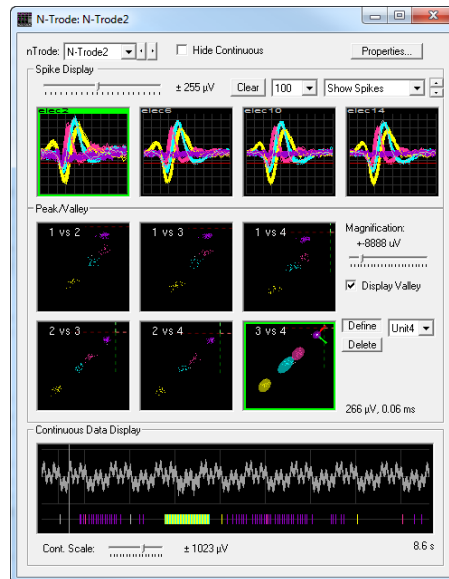 N-Trode: N-Trode2
nTrode: N-Trode2 Hide Continuous Properties...
Spike Display
± 255 µV Clear 100 Show Spikes
elec2 elec6 elec10 elec14
Peak/Valley
1 vs 2 1 vs 3 1 vs 4
Magnification:
+-8888 uV
Display Valley
2 vs 3 2 vs 4 3 vs 4
Define Unit4
Delete
266 µV, 0.06 ms
Continuous Data Display
Cont. Scale: ± 1023 µV 8.6 s